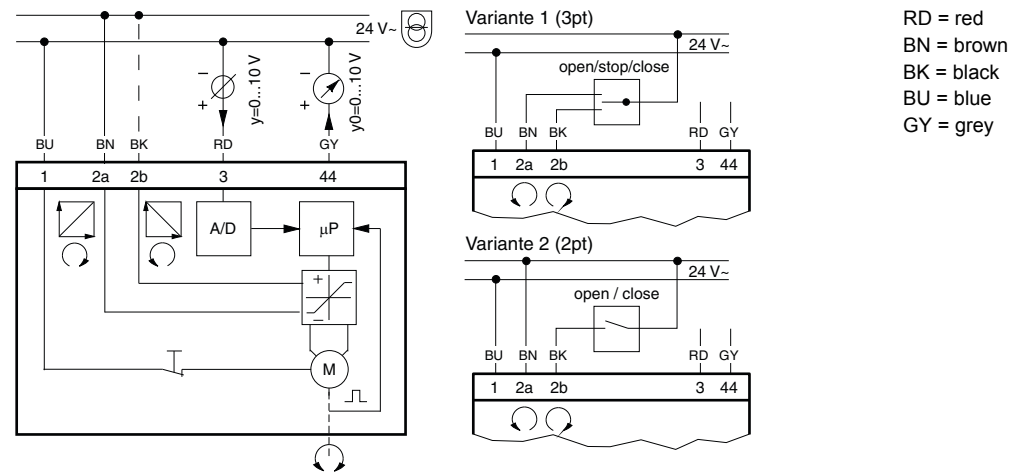 24 V~
− −
+ +
y=0...10 V
y0=0...10 V
BU BN BK RD GY
1 2a 2b 3 44
A/D µP
+
−
M
Variante 1 (3pt)
24 V~
open/stop/close
BU BN BK RD GY
1 2a 2b 3 44
Variante 2 (2pt)
24 V~
open / close
BU BN BK RD GY
1 2a 2b 3 44
RD = red
BN = brown
BK = black
BU = blue
GY = grey